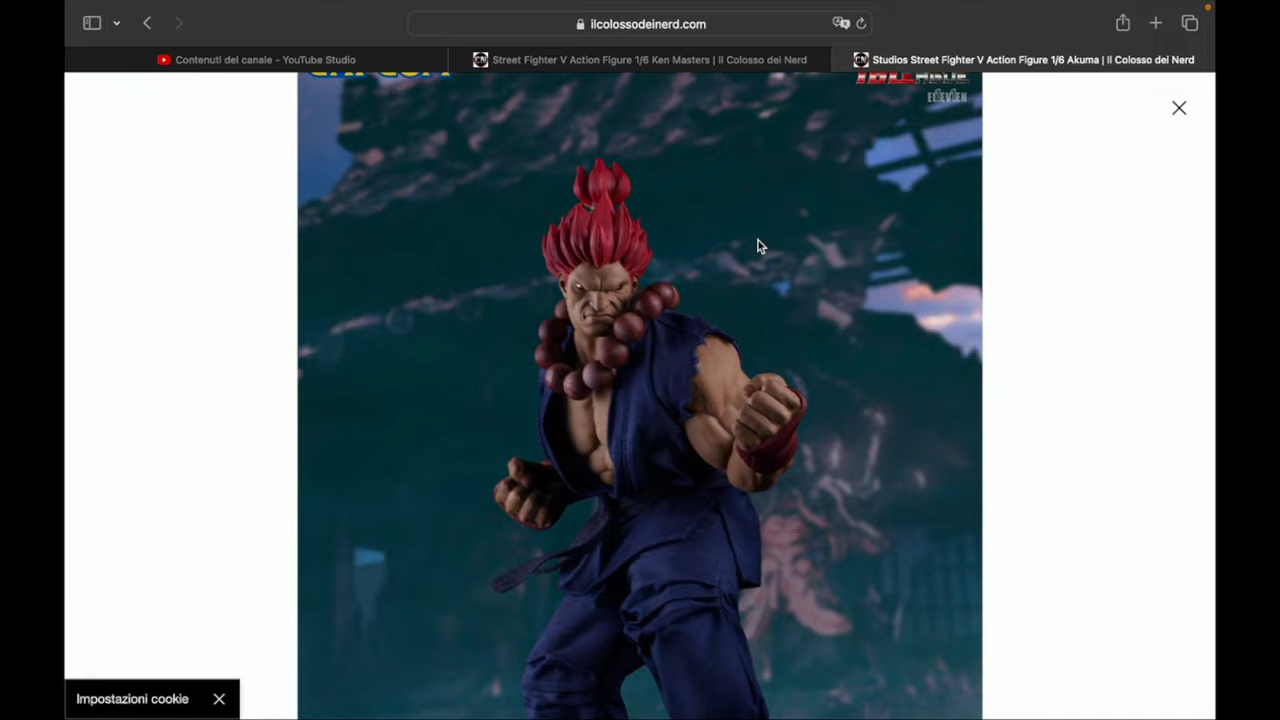 ilcolossodeinerd.com
Contenuti del canale - YouTube Studio
Street Fighter V Action Figure 1/6 Ken Masters | Il Colosso dei Nerd
Studios Street Fighter V Action Figure 1/6 Akuma | Il Colosso dei Nerd
CAPCOM
Impostazioni cookie